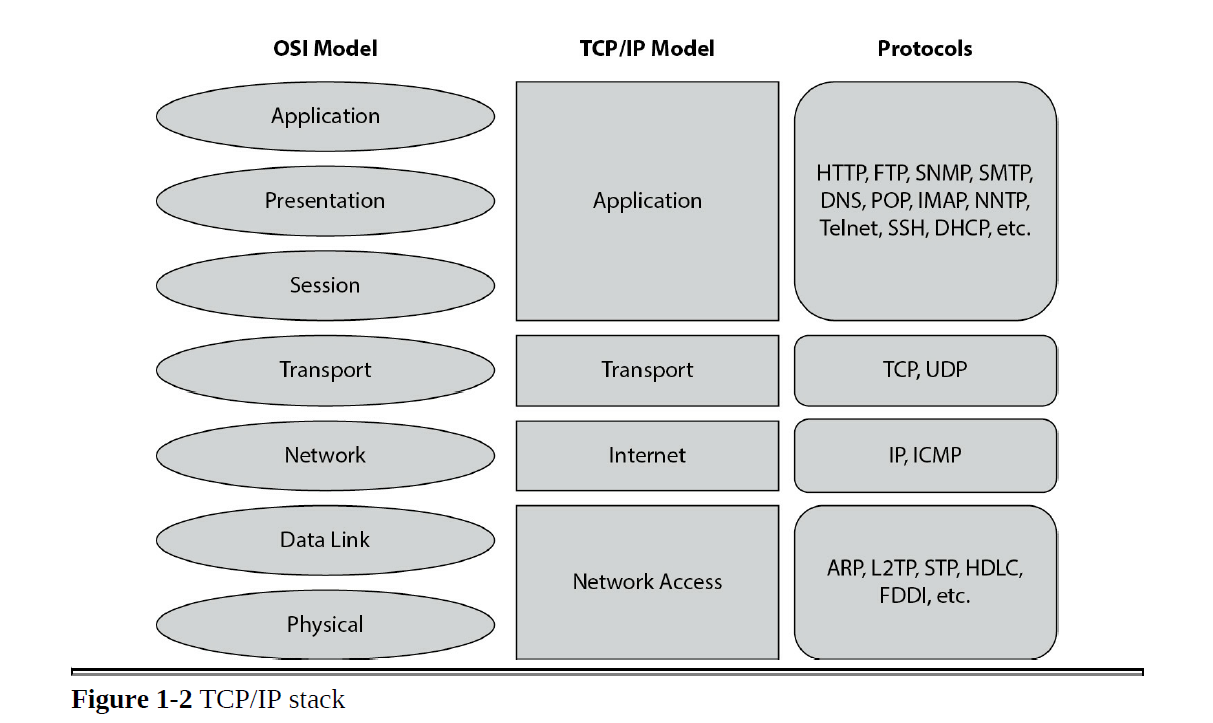 OSI Model
TCP/IP Model
Protocols
Application
Presentation
Session
Application
HTTP, FTP, SNMP, SMTP,
DNS, POP, IMAP, NNTP,
Telnet, SSH, DHCP, etc.
Transport
Transport
TCP, UDP
Network
Internet
IP, ICMP
Data Link
Physical
Network Access
ARP, L2TP, STP, HDLC,
FDDI, etc.
Figure 1-2 TCP/IP stack